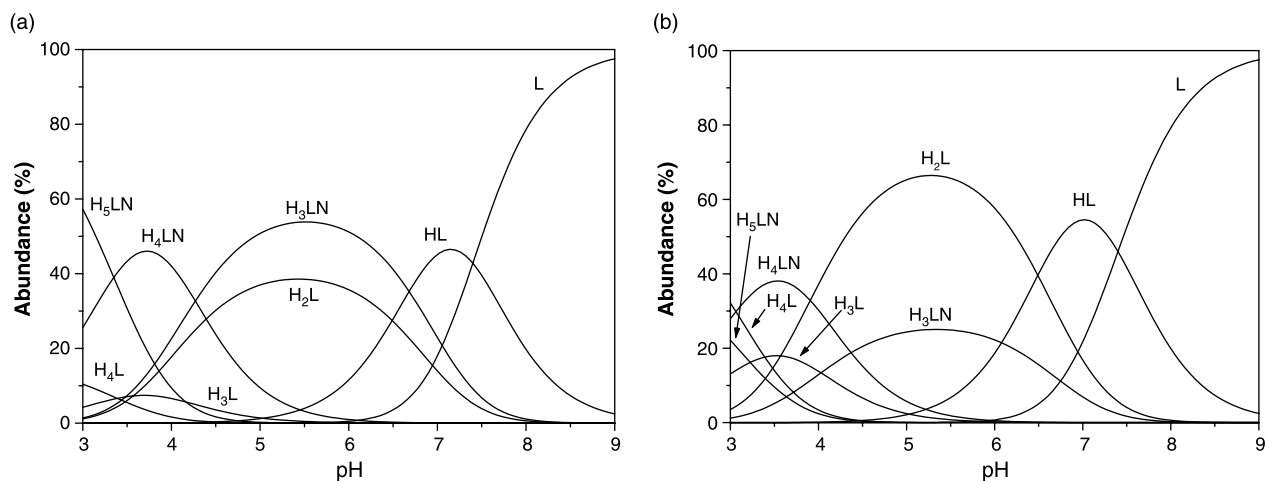 (a)
Abundance (%)
100
80
60
40
20
0
H₅LN
H₄LN
H₃LN
H₂L
H₄L
H₃L
HL
L
3 4 5 6 7 8 9
pH
(b)
Abundance (%)
100
80
60
40
20
0
H₅LN
H₄LN
H₄L
H₃L
H₂L
H₃LN
HL
L
3 4 5 6 7 8 9
pH